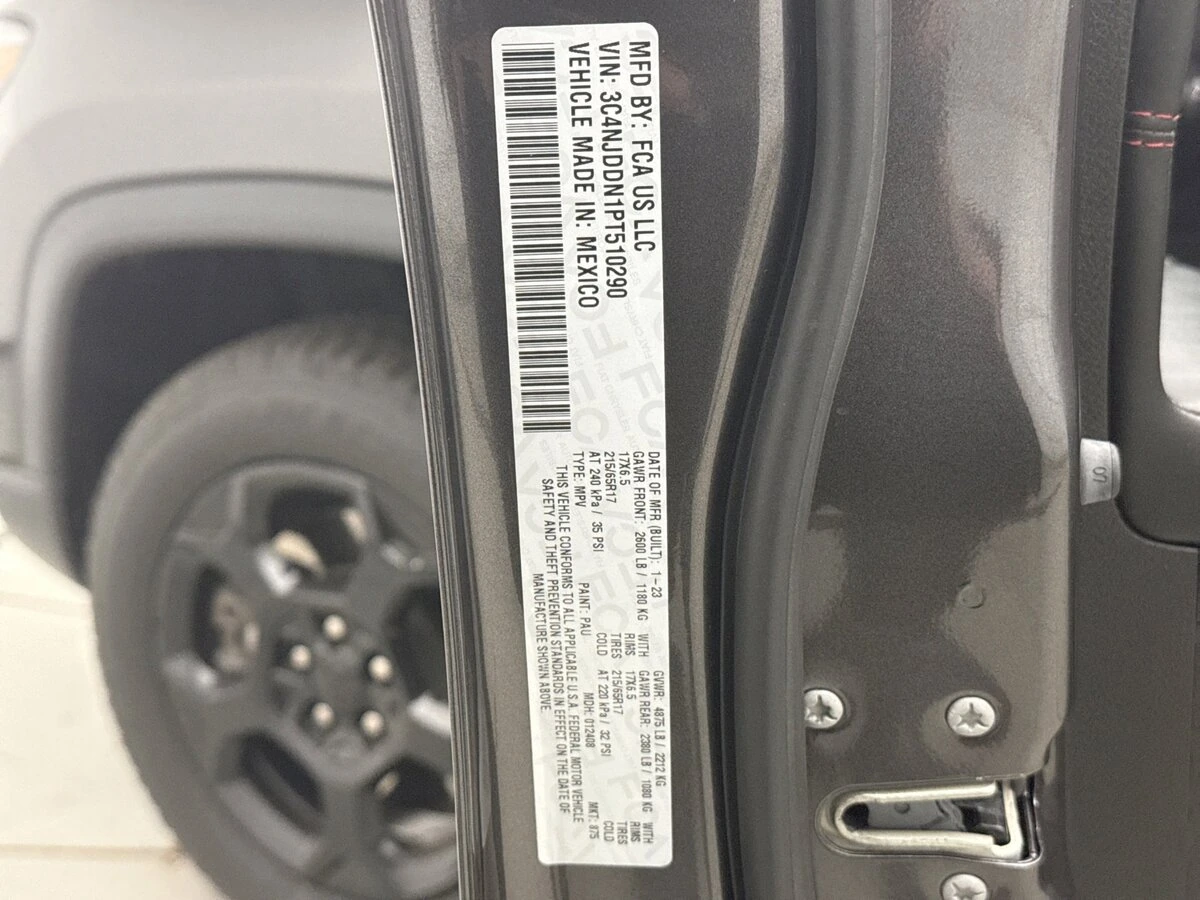 MFD BY: FCA US LLC
VIN: 3C4NJDDN1PT510290
VEHICLE MADE IN: MEXICO
DATE OF MFR (BUILT): 1-23 GVWR: 4875 LB / 2212 KG
GAWR FRONT: 2600 LB / 1180 KG WITH GAWR REAR: 2380 LB / 1080 KG WITH
17X6.5 RIMS 17X6.5 RIMS
215/65R17 TIRES 215/65R17 TIRES
AT 240 kPa / 35 PSI COLD AT 220 kPa / 32 PSI COLD
TYPE: MPV PAINT: PAU MDH: 012408 MKT: 875
THIS VEHICLE CONFORMS TO ALL APPLICABLE U.S.A. FEDERAL MOTOR VEHICLE
SAFETY AND THEFT PREVENTION STANDARDS IN EFFECT ON THE DATE OF
MANUFACTURE SHOWN ABOVE.